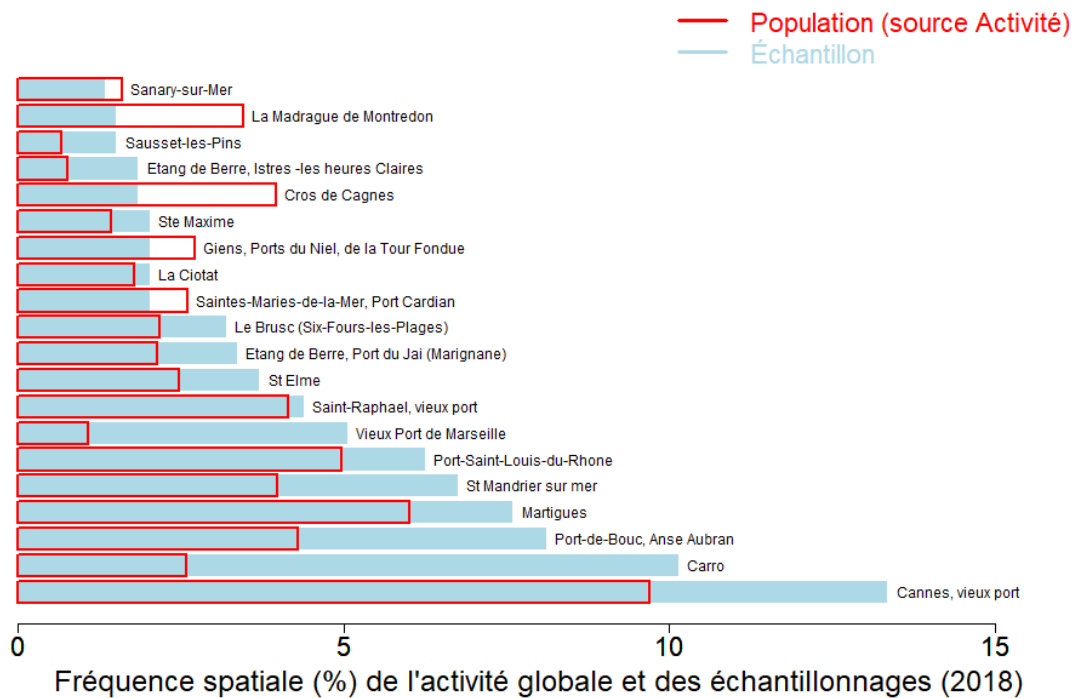 Population (source Activité)
Échantillon
Sanary-sur-Mer
La Madrague de Montredon
Sausset-les-Pins
Etang de Berre, Istres -les heures Claires
Cros de Cagnes
Ste Maxime
Giens, Ports du Niel, de la Tour Fondue
La Ciotat
Saintes-Maries-de-la-Mer, Port Cardian
Le Brusc (Six-Fours-les-Plages)
Etang de Berre, Port du Jai (Marignane)
St Elme
Saint-Raphael, vieux port
Vieux Port de Marseille
Port-Saint-Louis-du-Rhone
St Mandrier sur mer
Martigues
Port-de-Bouc, Anse Aubran
Carro
Cannes, vieux port
0 5 10 15
Fréquence spatiale (%) de l'activité globale et des échantillonnages (2018)